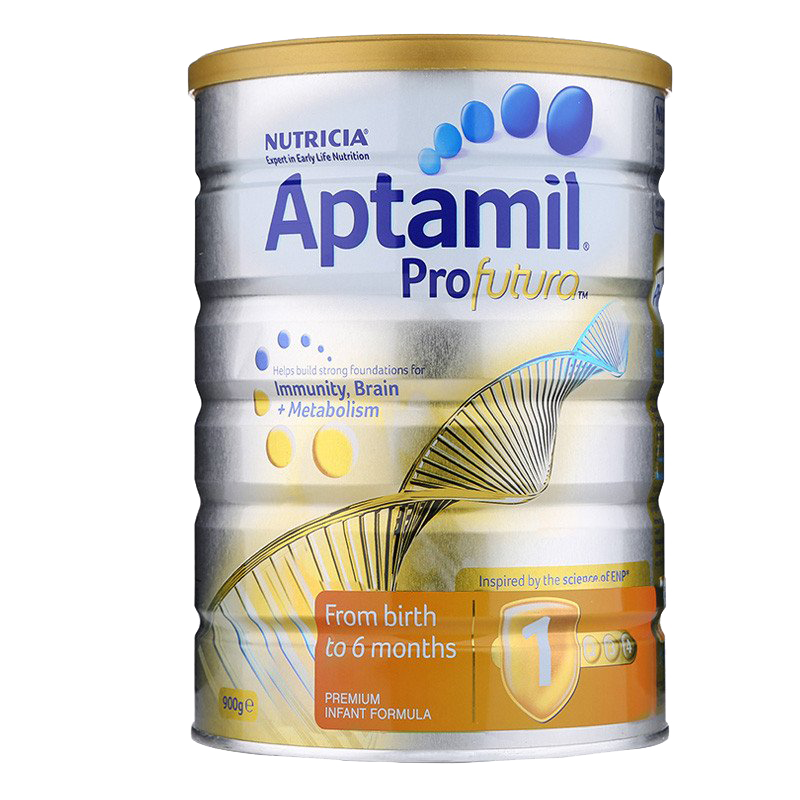 NUTRICIA®
Expert in Early Life Nutrition
Aptamil®
Profutura™
Helps build strong foundations for
Immunity, Brain
+ Metabolism
Inspired by the science of ENP*
From birth
to 6 months
1
PREMIUM
INFANT FORMULA
900g℮